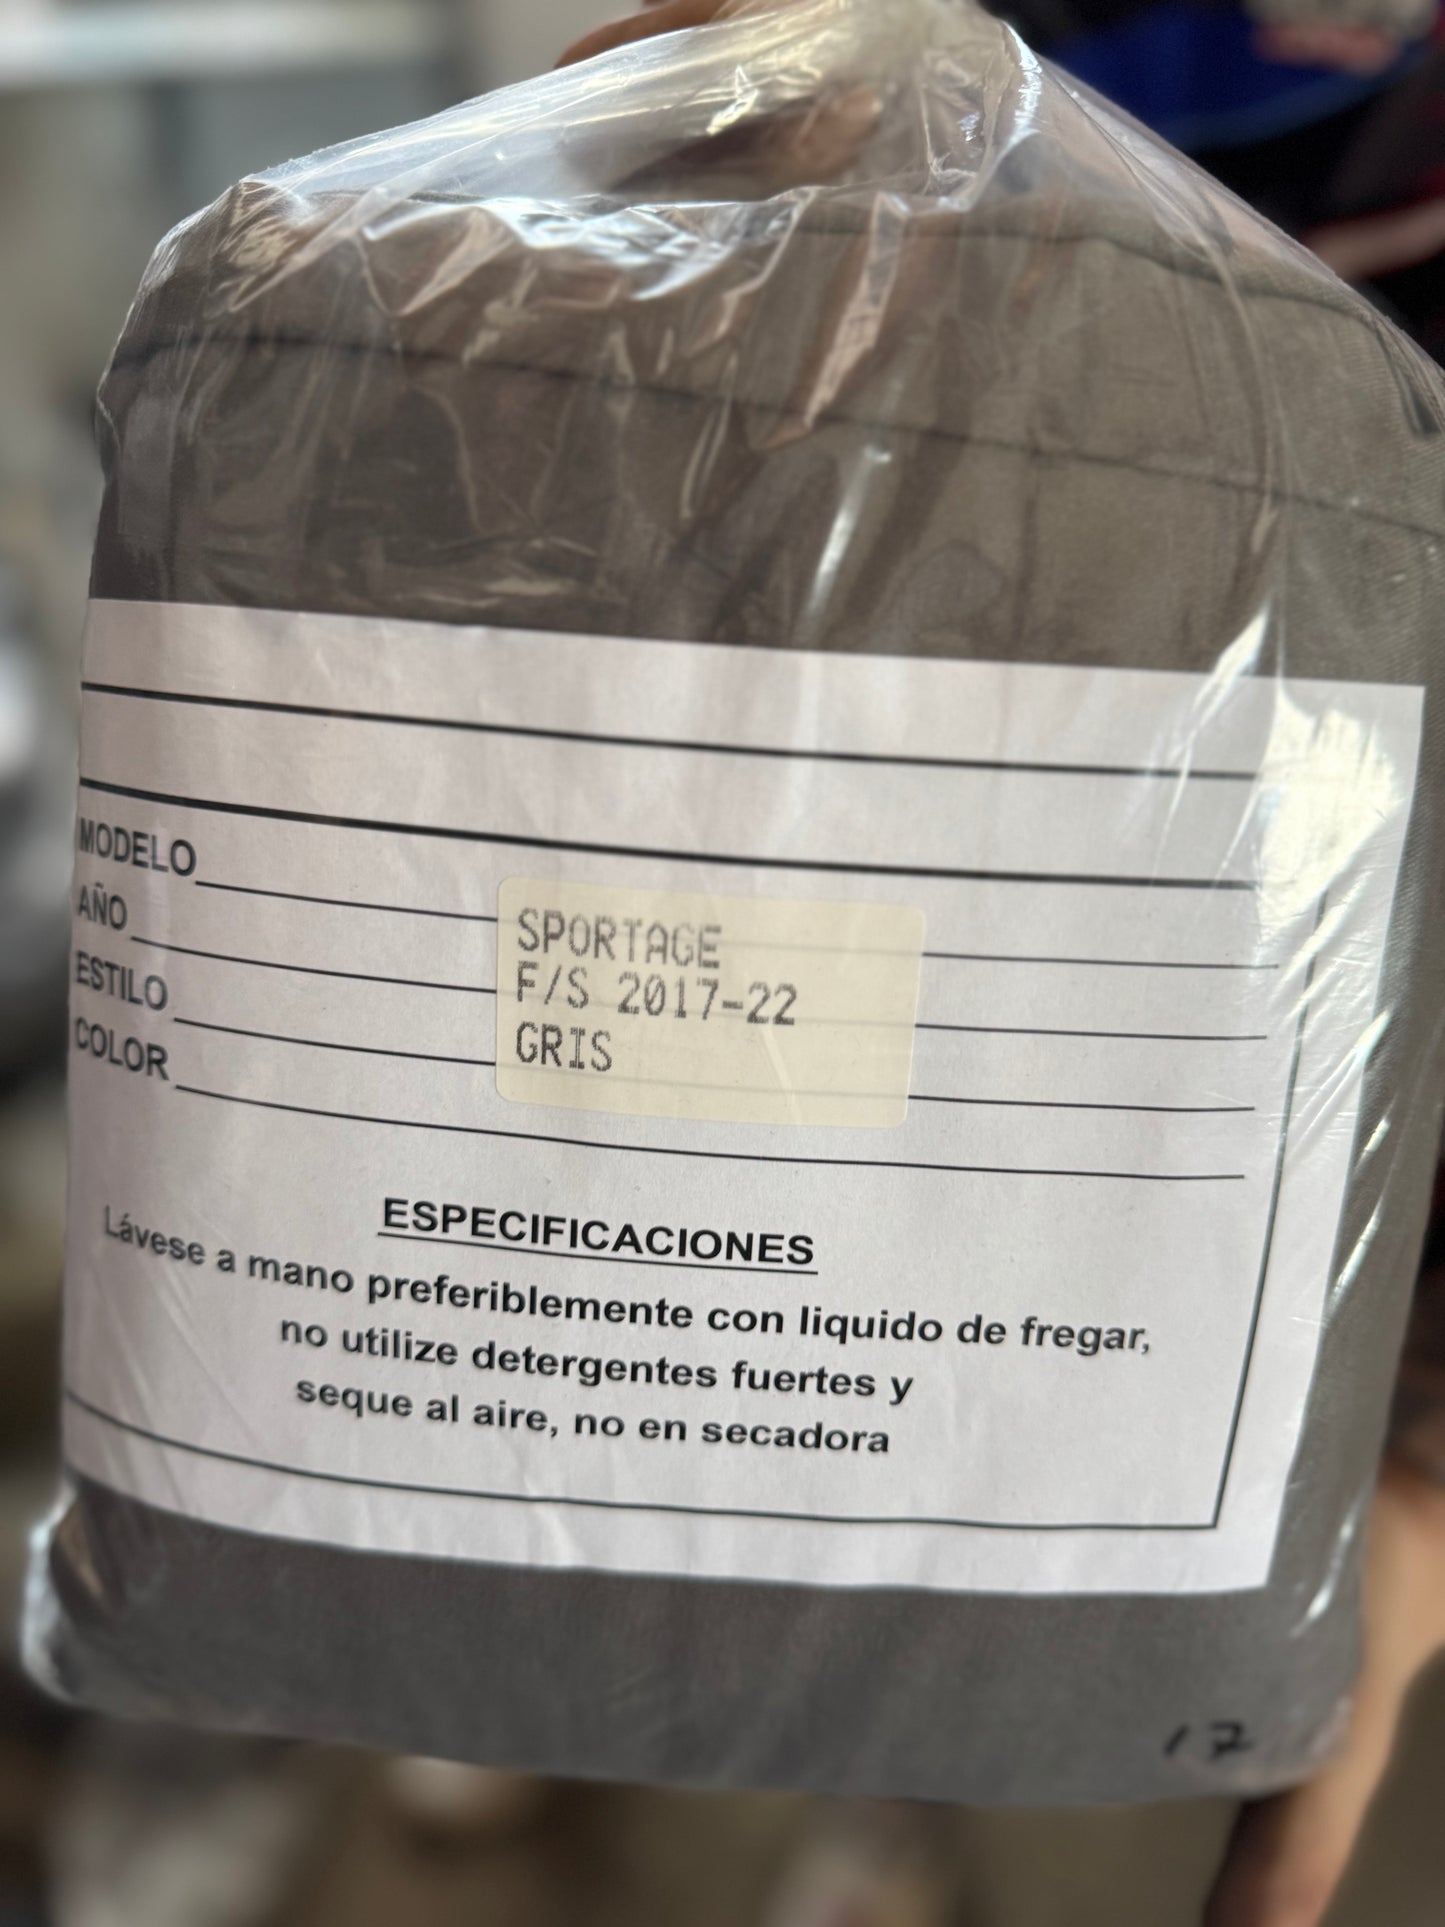 MODELO
AÑO
ESTILO
COLOR
SPORTAGE
F/S 2017-22
GRIS
ESPECIFICACIONES
Lávese a mano preferiblemente con liquido de fregar,
no utilize detergentes fuertes y
seque al aire, no en secadora
17